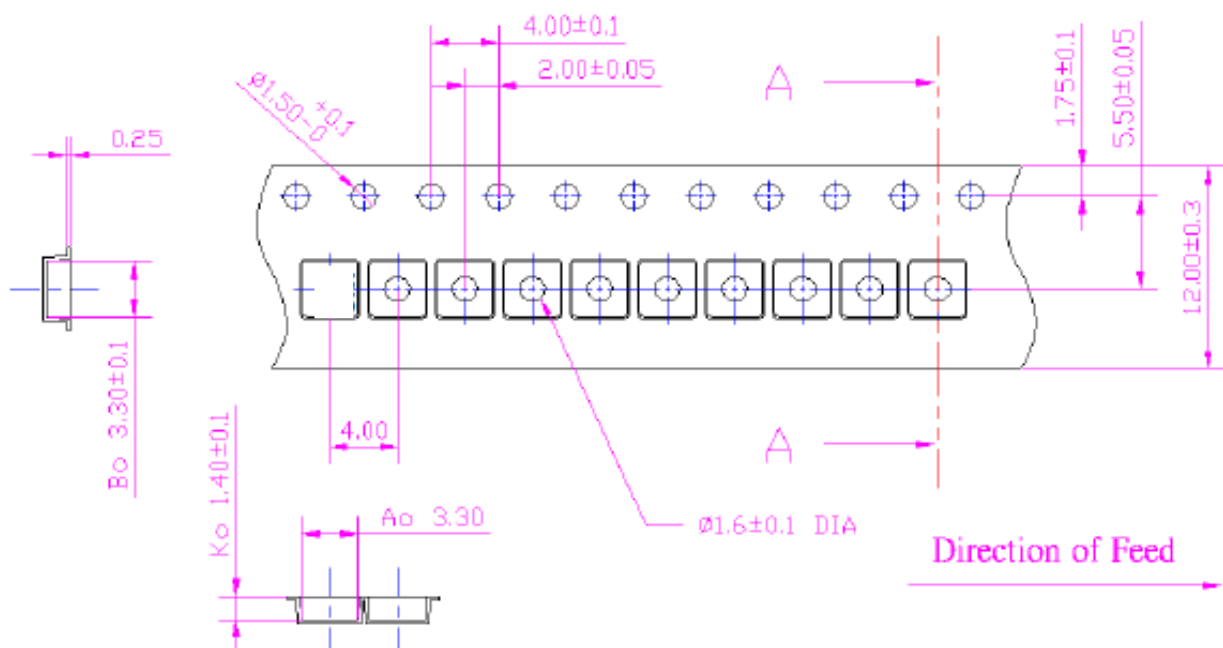 4.00±0.1
2.00±0.05
Ø1.50 +0.1 -0
A
1.75±0.1
5.50±0.05
0.25
12.00±0.3
Bo 3.30±0.1
4.00
A
Ko 1.40±0.1
Ao 3.30
Ø1.6±0.1 DIA
Direction of Feed